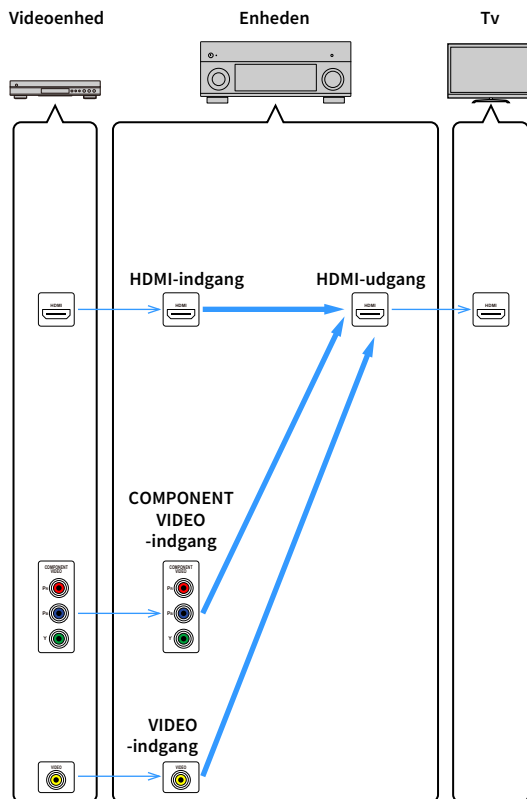 Videoenhed
Enheden
Tv
HDMI-indgang
HDMI-udgang
HDMI
HDMI
HDMI
HDMI
COMPONENT
VIDEO
-indgang
COMPONENT
VIDEO
PR
PB
Y
COMPONENT
VIDEO
PR
PB
Y
VIDEO
-indgang
VIDEO
VIDEO